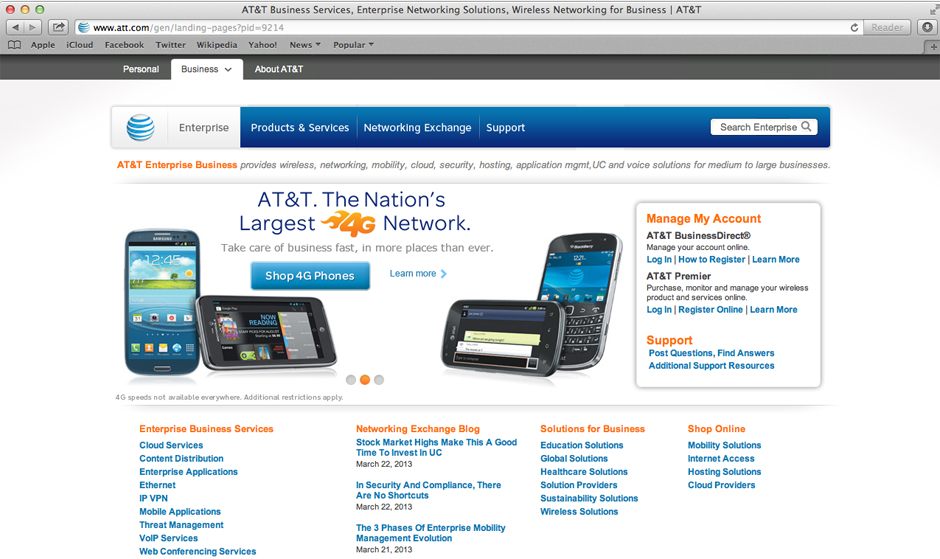 AT&T Business Services, Enterprise Networking Solutions, Wireless Networking for Business | AT&T
www.att.com/gen/landing-pages?pid=9214
Reader
Apple iCloud Facebook Twitter Wikipedia Yahoo! News Popular
Personal Business About AT&T
Enterprise Products & Services Networking Exchange Support Search Enterprise
AT&T Enterprise Business provides wireless, networking, mobility, cloud, security, hosting, application mgmt,UC and voice solutions for medium to large businesses.
AT&T. The Nation's
Largest 4G Network.
Take care of business fast, in more places than ever.
Shop 4G Phones Learn more
SAMSUNG
12:45
Google Play
NOW
READING
STAFF PICKS FOR AUGUST
Games
BlackBerry
Manage My Account
AT&T BusinessDirect®
Manage your account online.
Log In | How to Register | Learn More
AT&T Premier
Purchase, monitor and manage your wireless
product and services online.
Log In | Register Online | Learn More
Support
Post Questions, Find Answers
Additional Support Resources
4G speeds not available everywhere. Additional restrictions apply.
Enterprise Business Services
Cloud Services
Content Distribution
Enterprise Applications
Ethernet
IP VPN
Mobile Applications
Threat Management
VoIP Services
Web Conferencing Services
Networking Exchange Blog
Stock Market Highs Make This A Good
Time To Invest In UC
March 22, 2013
In Security And Compliance, There
Are No Shortcuts
March 22, 2013
The 3 Phases Of Enterprise Mobility
Management Evolution
March 21, 2013
Solutions for Business
Education Solutions
Global Solutions
Healthcare Solutions
Solution Providers
Sustainability Solutions
Wireless Solutions
Shop Online
Mobility Solutions
Internet Access
Hosting Solutions
Cloud Providers